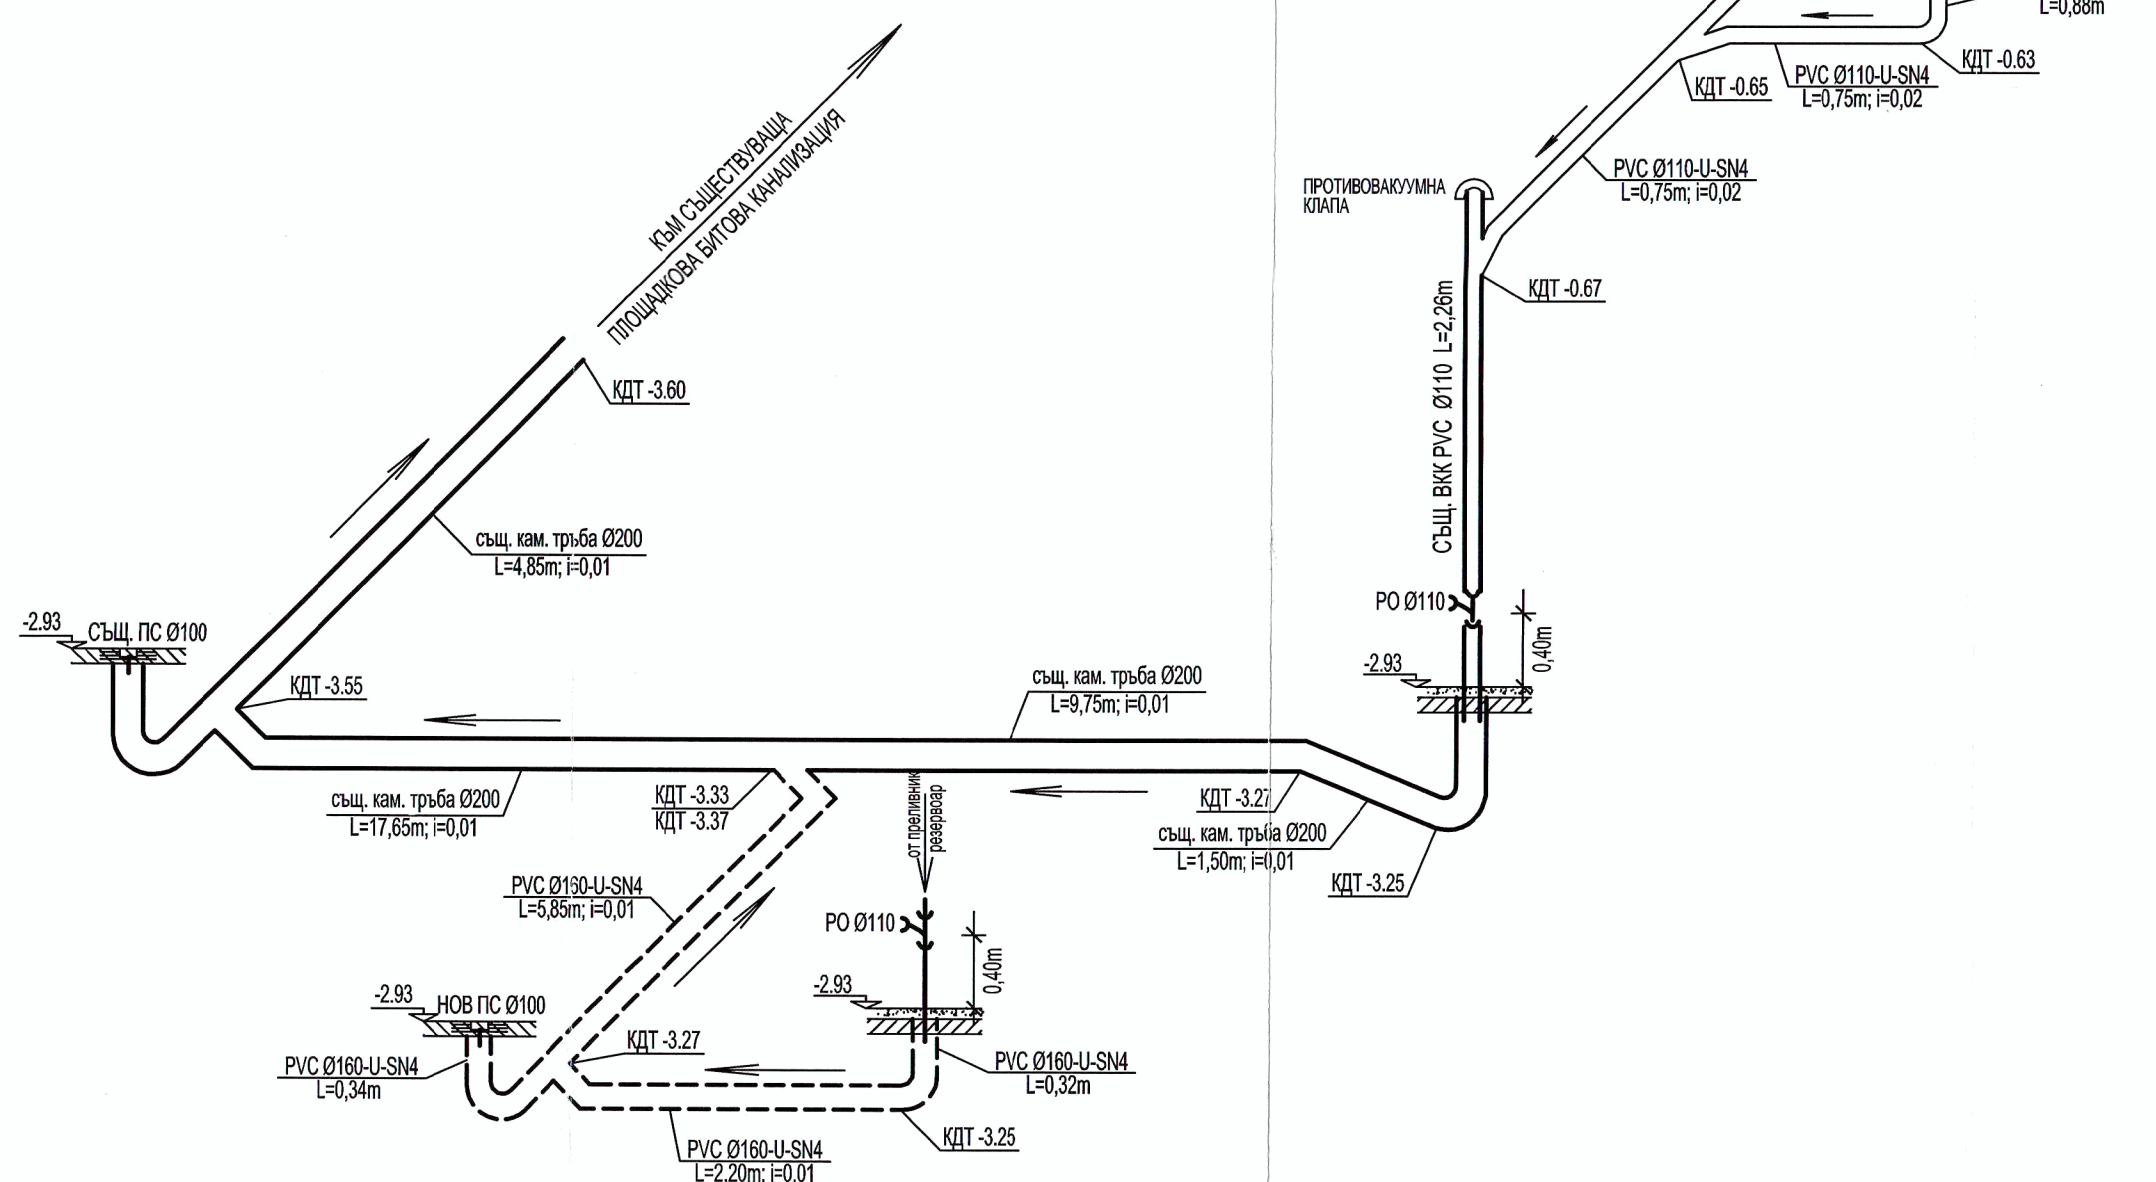 L=0,88m
КДТ -0.63
PVC Ø110-U-SN4
L=0,75m; i=0,02
КДТ -0.65
PVC Ø110-U-SN4
L=0,75m; i=0,02
ПРОТИВОВАКУУМНА
КЛАПА
КДТ -0.67
СЪЩ. ВКК PVC Ø110 L=2,26m
КЪМ СЪЩЕСТВУВАЩА
ПЛОЩАДКОВА БИТОВА КАНАЛИЗАЦИЯ
КДТ -3.60
същ. кам. тръба Ø200
L=4,85m; i=0,01
РО Ø110
0,40m
-2.93
-2.93
СЪЩ. ПС Ø100
КДТ -3.55
същ. кам. тръба Ø200
L=9,75m; i=0,01
същ. кам. тръба Ø200
L=17,65m; i=0,01
КДТ -3.33
КДТ -3.37
от преливник
резервоар
КДТ -3.27
същ. кам. тръба Ø200
L=1,50m; i=0,01
КДТ -3.25
PVC Ø160-U-SN4
L=5,85m; i=0,01
РО Ø110
0,40m
-2.93
-2.93
НОВ ПС Ø100
КДТ -3.27
PVC Ø160-U-SN4
L=0,34m
PVC Ø160-U-SN4
L=0,32m
КДТ -3.25
PVC Ø160-U-SN4
L=2,20m; i=0,01